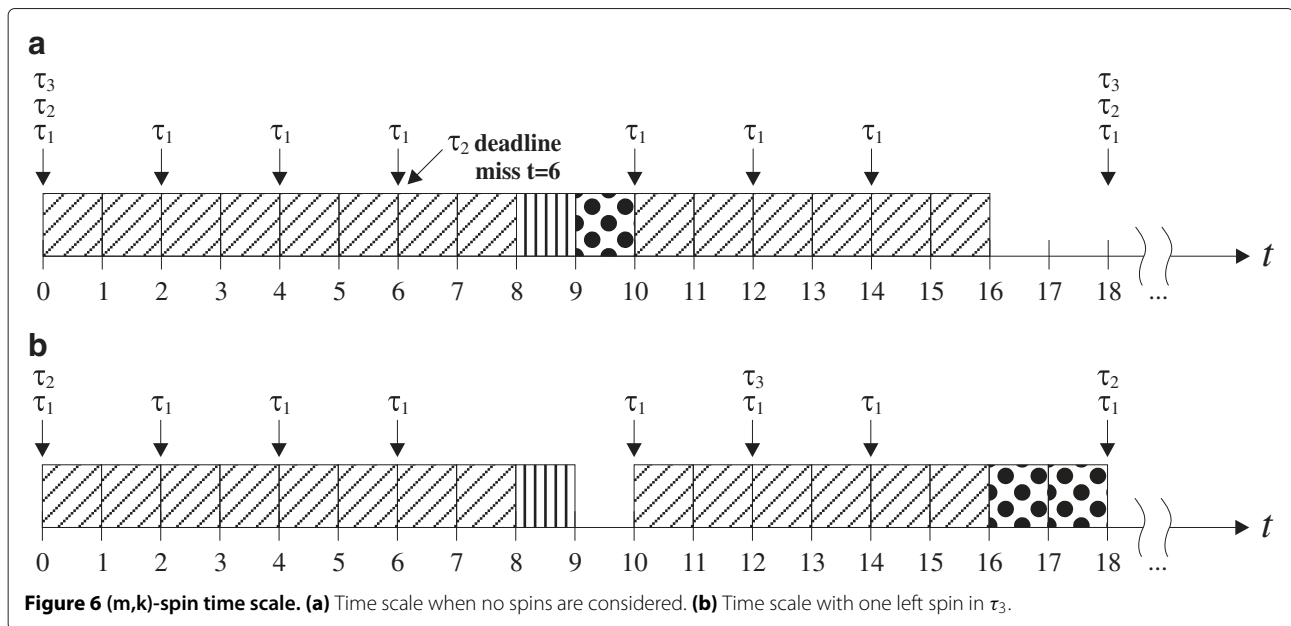 a
τ3 τ3
τ2 τ2
τ1 τ1 τ1 τ1 τ2 deadline miss t=6 τ1 τ1 τ1 τ1
0 1 2 3 4 5 6 7 8 9 10 11 12 13 14 15 16 17 18 ... t
b
τ2 τ3 τ2
τ1 τ1 τ1 τ1 τ1 τ1 τ1 τ1
0 1 2 3 4 5 6 7 8 9 10 11 12 13 14 15 16 17 18 ... t
Figure 6 (m,k)-spin time scale. (a) Time scale when no spins are considered. (b) Time scale with one left spin in τ3.